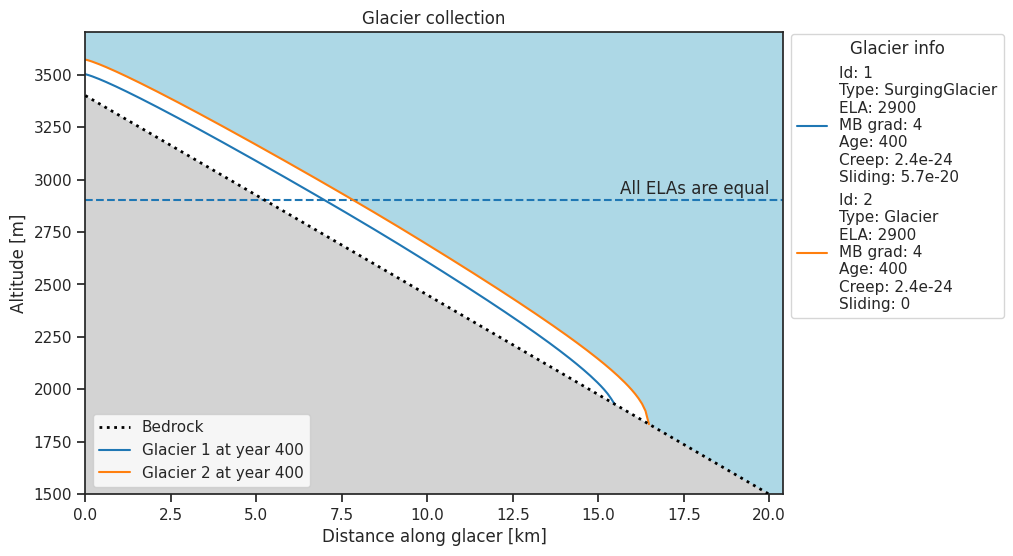 Glacier collection
Altitude [m]
3500
3250
3000
2750
2500
2250
2000
1750
1500
All ELAs are equal
Bedrock
Glacier 1 at year 400
Glacier 2 at year 400
0.0
2.5
5.0
7.5
10.0
12.5
15.0
17.5
20.0
Distance along glacer [km]
Glacier info
Id: 1
Type: SurgingGlacier
ELA: 2900
MB grad: 4
Age: 400
Creep: 2.4e-24
Sliding: 5.7e-20
Id: 2
Type: Glacier
ELA: 2900
MB grad: 4
Age: 400
Creep: 2.4e-24
Sliding: 0